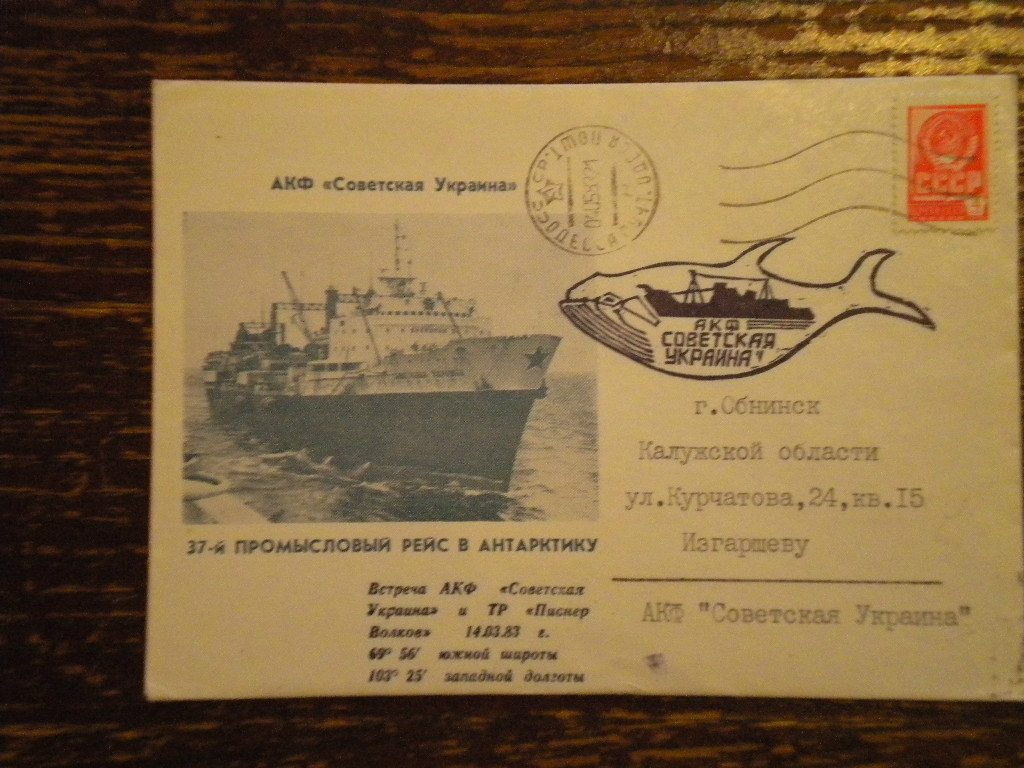 АКФ «Советская Украина»
СССР
АКФ
СОВЕТСКАЯ
УКРАИНА
37-й ПРОМЫСЛОВЫЙ РЕЙС В АНТАРКТИКУ
Встреча АКФ «Советская
Украина» и ТР «Пионер
Волков» 14.03.83 г.
69° 56′ южной широты
103° 25′ западной долготы
г.Обнинск
Калужской области
ул.Курчатова,24,кв.I5
Изгаршеву
АКФ "Советская Украина"